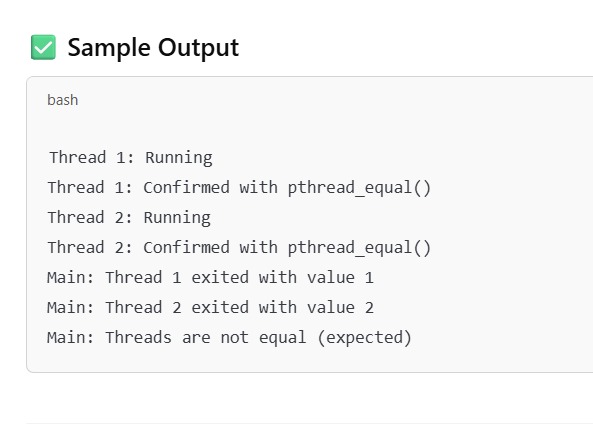 ✅ Sample Output
bash
Thread 1: Running
Thread 1: Confirmed with pthread_equal()
Thread 2: Running
Thread 2: Confirmed with pthread_equal()
Main: Thread 1 exited with value 1
Main: Thread 2 exited with value 2
Main: Threads are not equal (expected)